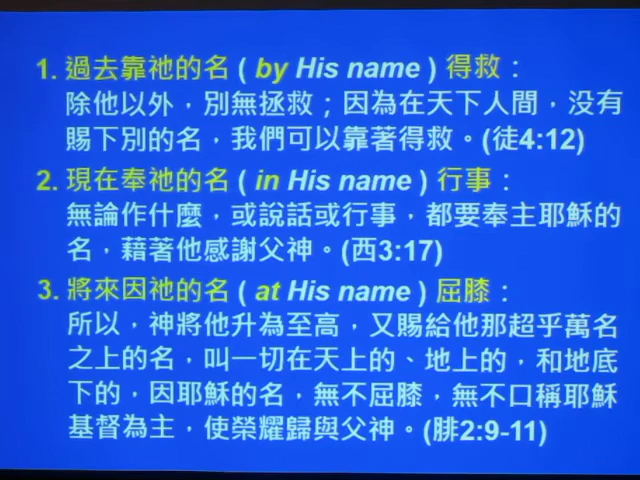 1. 過去靠祂的名 ( by His name ) 得救：
除他以外，別無拯救；因為在天下人間，没有
賜下別的名，我們可以靠著得救。(徒4:12)
2. 現在奉祂的名 ( in His name ) 行事：
無論作什麼，或說話或行事，都要奉主耶穌的
名，藉著他感謝父神。(西3:17)
3. 將來因祂的名 ( at His name ) 屈膝：
所以，神將他升為至高，又賜給他那超乎萬名
之上的名，叫一切在天上的、地上的，和地底
下的，因耶穌的名，無不屈膝，無不口稱耶穌
基督為主，使榮耀歸與父神。(腓2:9-11)